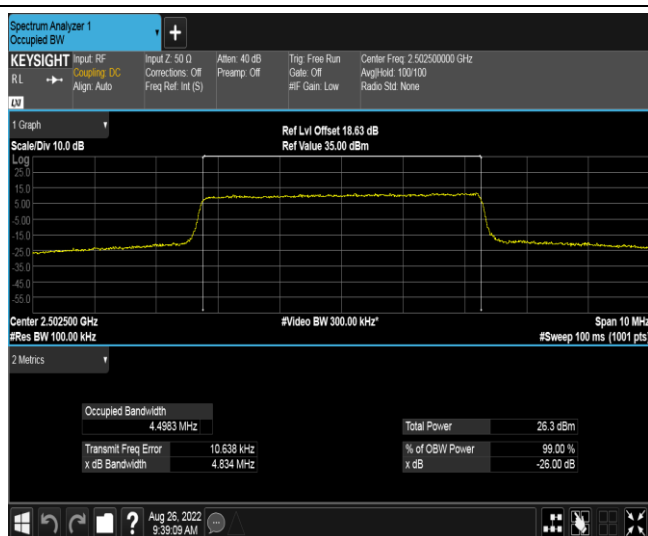 Spectrum Analyzer 1
Occupied BW
+
KEYSIGHT Input: RF Input Z: 50 Ω Atten: 40 dB Trig: Free Run Center Freq: 2.502500000 GHz
RL Coupling: DC Corrections: Off Preamp: Off Gate: Off Avg|Hold: 100/100
Align: Auto Freq Ref: Int (S) #IF Gain: Low Radio Std: None
LXI
1 Graph
Ref Lvl Offset 18.63 dB
Scale/Div 10.0 dB Ref Value 35.00 dBm
Log
25.0
15.0
5.00
-5.00
-15.0
-25.0
-35.0
-45.0
-55.0
Center 2.502500 GHz #Video BW 300.00 kHz* Span 10 MHz
#Res BW 100.00 kHz #Sweep 100 ms (1001 pts)
2 Metrics
Occupied Bandwidth
4.4983 MHz Total Power 26.3 dBm
Transmit Freq Error 10.638 kHz % of OBW Power 99.00 %
x dB Bandwidth 4.834 MHz x dB -26.00 dB
? Aug 26, 2022
9:39:09 AM